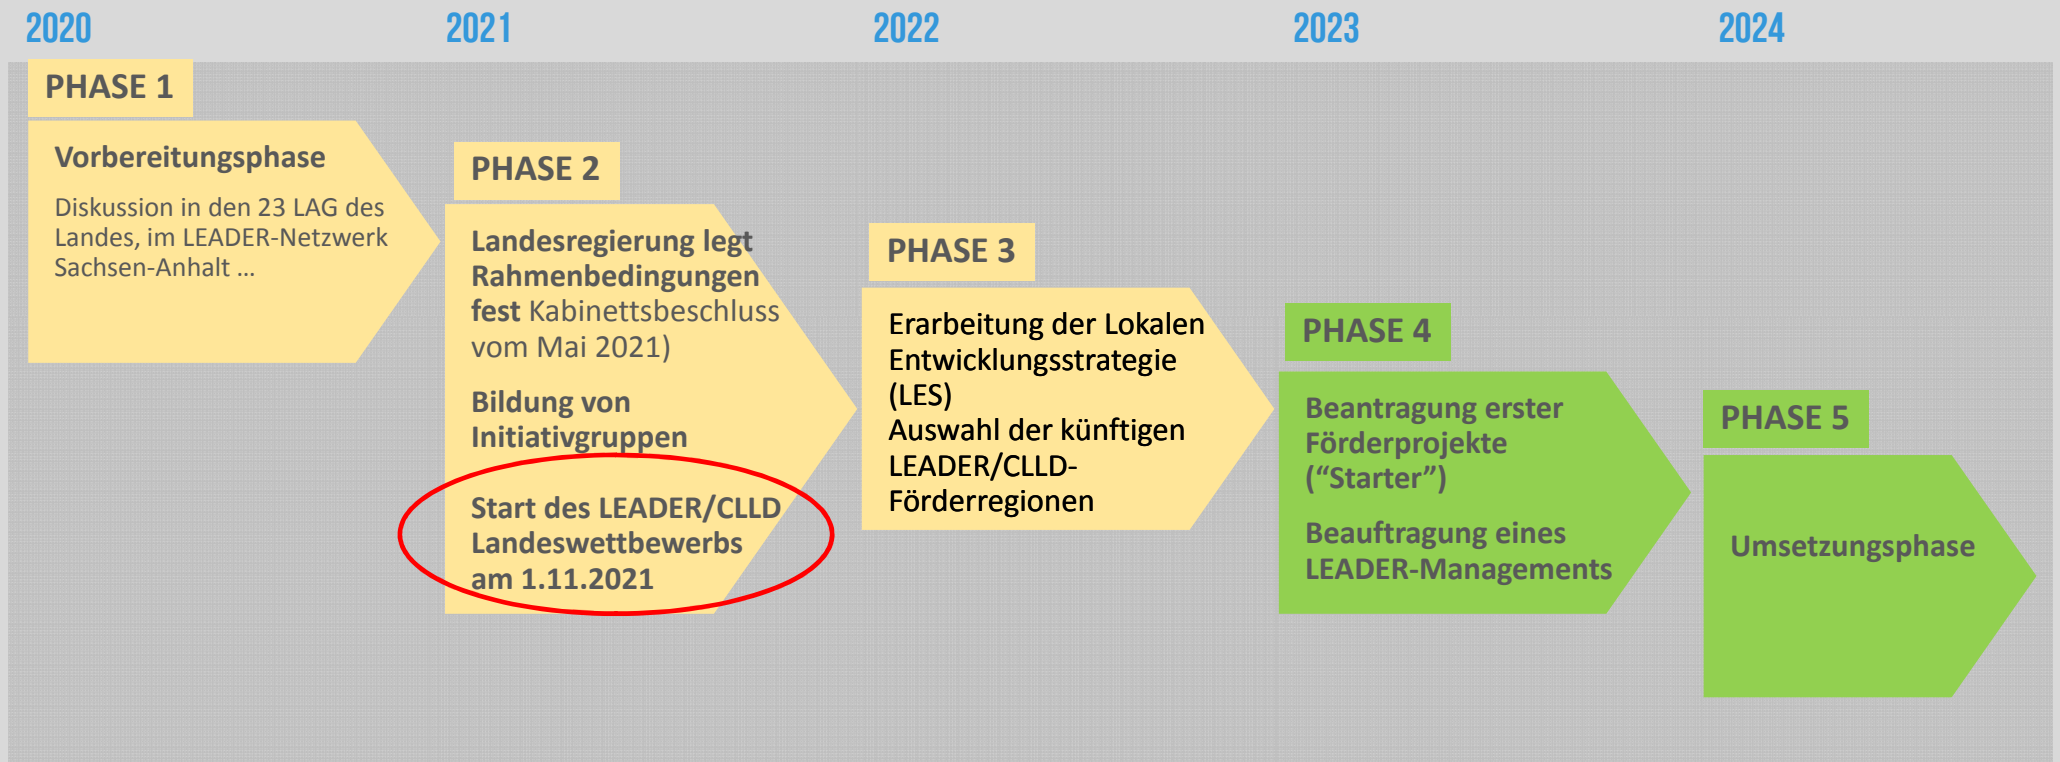 2020
2021
2022
2023
2024
PHASE 1
Vorbereitungsphase
Diskussion in den 23 LAG des
Landes, im LEADER-Netzwerk
Sachsen-Anhalt ...
PHASE 2
Landesregierung legt
Rahmenbedingungen
fest Kabinettsbeschluss
vom Mai 2021)
Bildung von
Initiativgruppen
Start des LEADER/CLLD
Landeswettbewerbs
am 1.11.2021
PHASE 3
Erarbeitung der Lokalen
Entwicklungsstrategie
(LES)
Auswahl der künftigen
LEADER/CLLD-
Förderregionen
PHASE 4
Beantragung erster
Förderprojekte
(“Starter”)
Beauftragung eines
LEADER-Managements
PHASE 5
Umsetzungsphase